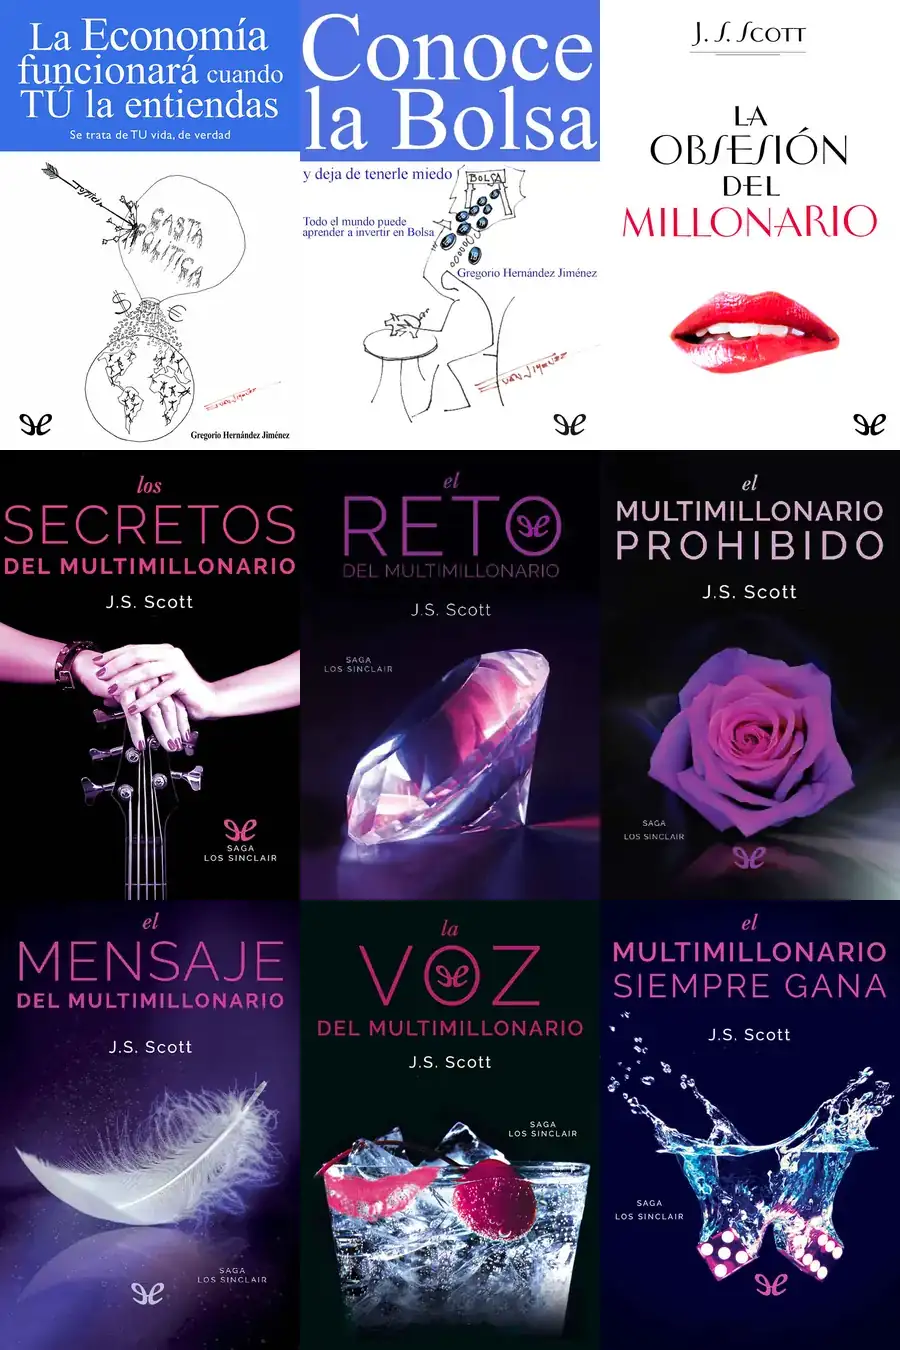 La Economía
funcionará cuando
TÚ la entiendas
Se trata de TU vida, de verdad
Justicia
CASTA
POLÍTICA
$
€
Gregorio Hernández Jiménez
Conoce
la Bolsa
y deja de tenerle miedo
BOLSA
Todo el mundo puede
aprender a invertir en Bolsa
Gregorio Hernández Jiménez
J. S. SCOTT
LA
OBSESIÓN
DEL
MILLONARIO
los
SECRETOS
DEL MULTIMILLONARIO
J.S. Scott
SAGA
LOS SINCLAIR
el
RETO
DEL MULTIMILLONARIO
J.S. Scott
SAGA
LOS SINCLAIR
el
MULTIMILLONARIO
PROHIBIDO
J.S. Scott
SAGA
LOS SINCLAIR
el
MENSAJE
DEL MULTIMILLONARIO
J.S. Scott
SAGA
LOS SINCLAIR
la
VOZ
DEL MULTIMILLONARIO
J.S. Scott
SAGA
LOS SINCLAIR
el
MULTIMILLONARIO
SIEMPRE GANA
J.S. Scott
SAGA
LOS SINCLAIR